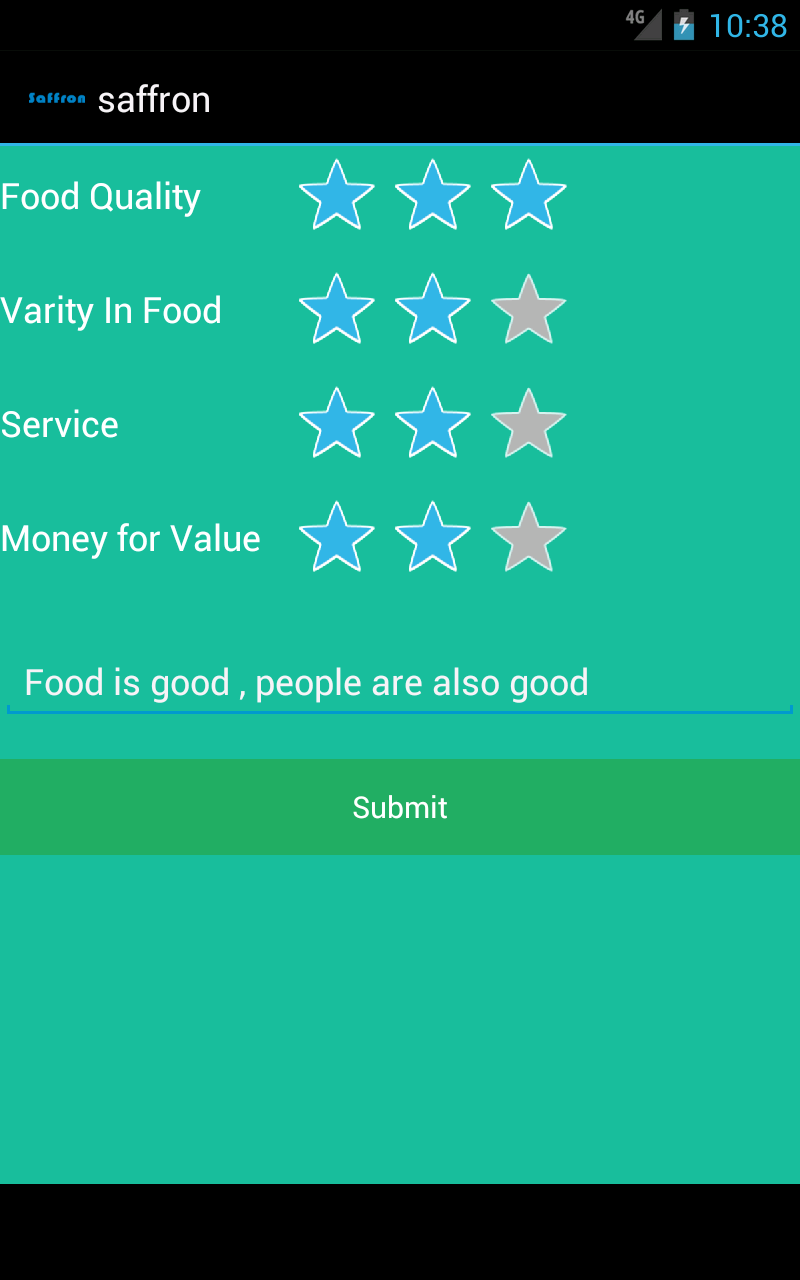 4G 10:38
Saffron saffron
Food Quality
Varity In Food
Service
Money for Value
Food is good , people are also good
Submit